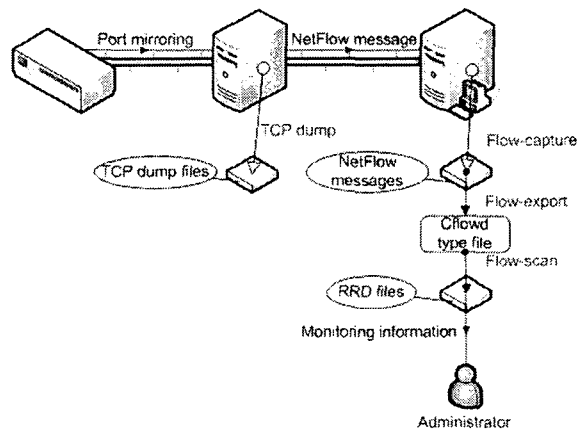 Port mirroring
NetFlow message
TCP dump
Flow-capture
TCP dump files
NetFlow
messages
Flow-export
Cflowd
type file
Flow-scan
RRD files
Monitoring information
Administrator